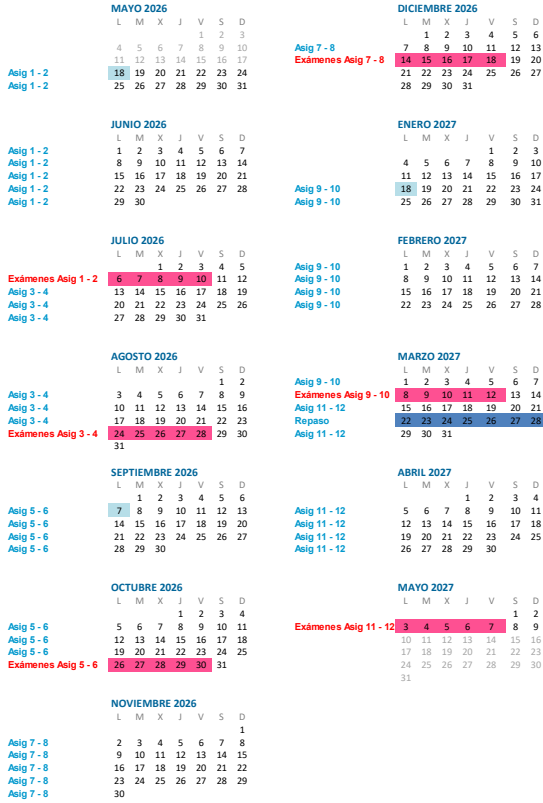 MAYO 2026
L M X J V S D
1 2 3
4 5 6 7 8 9 10
11 12 13 14 15 16 17
Asig 1 - 2 18 19 20 21 22 23 24
Asig 1 - 2 25 26 27 28 29 30 31
JUNIO 2026
L M X J V S D
Asig 1 - 2 1 2 3 4 5 6 7
Asig 1 - 2 8 9 10 11 12 13 14
Asig 1 - 2 15 16 17 18 19 20 21
Asig 1 - 2 22 23 24 25 26 27 28
Asig 1 - 2 29 30
JULIO 2026
L M X J V S D
1 2 3 4 5
Exámenes Asig 1 - 2 6 7 8 9 10 11 12
Asig 3 - 4 13 14 15 16 17 18 19
Asig 3 - 4 20 21 22 23 24 25 26
Asig 3 - 4 27 28 29 30 31
AGOSTO 2026
L M X J V S D
1 2
Asig 3 - 4 3 4 5 6 7 8 9
Asig 3 - 4 10 11 12 13 14 15 16
Asig 3 - 4 17 18 19 20 21 22 23
Exámenes Asig 3 - 4 24 25 26 27 28 29 30
31
SEPTIEMBRE 2026
L M X J V S D
1 2 3 4 5 6
Asig 5 - 6 7 8 9 10 11 12 13
Asig 5 - 6 14 15 16 17 18 19 20
Asig 5 - 6 21 22 23 24 25 26 27
Asig 5 - 6 28 29 30
OCTUBRE 2026
L M X J V S D
1 2 3 4
Asig 5 - 6 5 6 7 8 9 10 11
Asig 5 - 6 12 13 14 15 16 17 18
Asig 5 - 6 19 20 21 22 23 24 25
Exámenes Asig 5 - 6 26 27 28 29 30 31
NOVIEMBRE 2026
L M X J V S D
1
Asig 7 - 8 2 3 4 5 6 7 8
Asig 7 - 8 9 10 11 12 13 14 15
Asig 7 - 8 16 17 18 19 20 21 22
Asig 7 - 8 23 24 25 26 27 28 29
Asig 7 - 8 30
DICIEMBRE 2026
L M X J V S D
1 2 3 4 5 6
Asig 7 - 8 7 8 9 10 11 12 13
Exámenes Asig 7 - 8 14 15 16 17 18 19 20
21 22 23 24 25 26 27
28 29 30 31
ENERO 2027
L M X J V S D
1 2 3
4 5 6 7 8 9 10
11 12 13 14 15 16 17
Asig 9 - 10 18 19 20 21 22 23 24
Asig 9 - 10 25 26 27 28 29 30 31
FEBRERO 2027
L M X J V S D
Asig 9 - 10 1 2 3 4 5 6 7
Asig 9 - 10 8 9 10 11 12 13 14
Asig 9 - 10 15 16 17 18 19 20 21
Asig 9 - 10 22 23 24 25 26 27 28
MARZO 2027
L M X J V S D
Asig 9 - 10 1 2 3 4 5 6 7
Exámenes Asig 9 - 10 8 9 10 11 12 13 14
Asig 11 - 12 15 16 17 18 19 20 21
Repaso 22 23 24 25 26 27 28
Asig 11 - 12 29 30 31
ABRIL 2027
L M X J V S D
1 2 3 4
Asig 11 - 12 5 6 7 8 9 10 11
Asig 11 - 12 12 13 14 15 16 17 18
Asig 11 - 12 19 20 21 22 23 24 25
Asig 11 - 12 26 27 28 29 30
MAYO 2027
L M X J V S D
1 2
Exámenes Asig 11 - 12 3 4 5 6 7 8 9
10 11 12 13 14 15 16
17 18 19 20 21 22 23
24 25 26 27 28 29 30
31